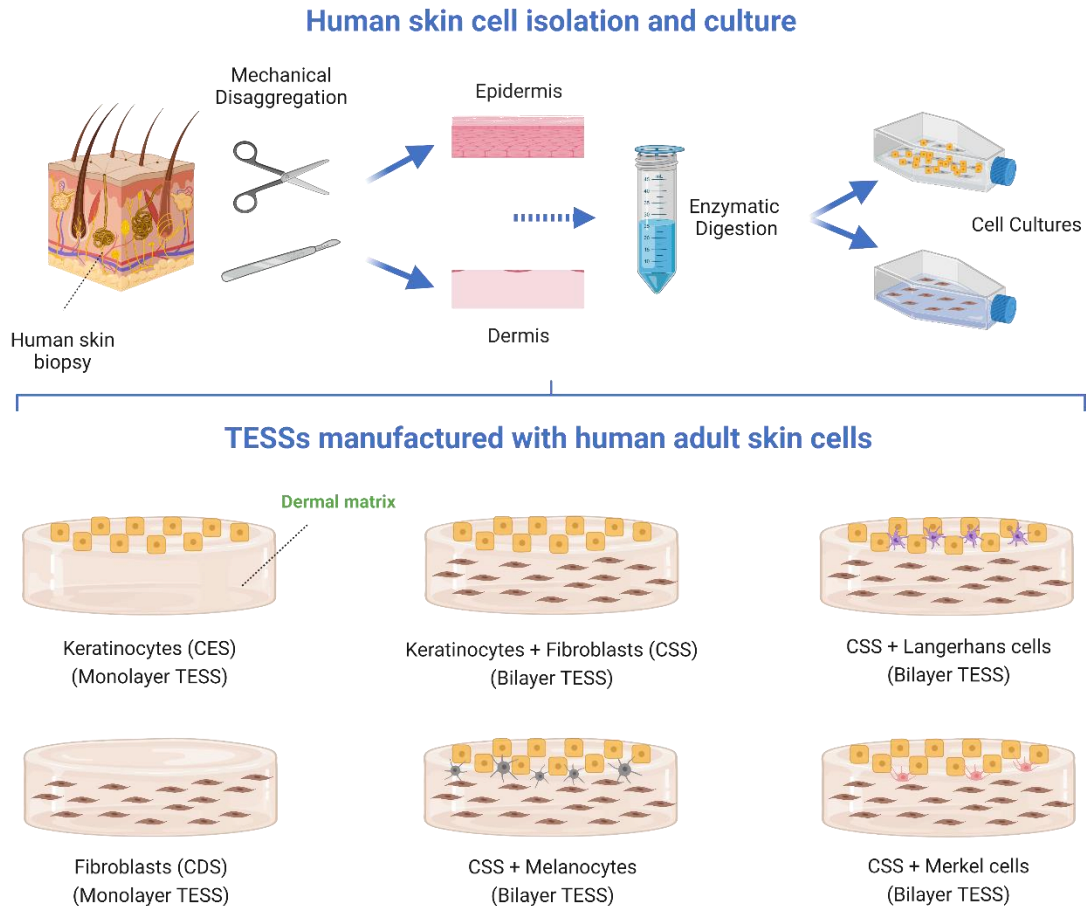 Human skin cell isolation and culture
Mechanical
Disaggregation
Epidermis
Enzymatic
Digestion
Cell Cultures
Human skin
biopsy
Dermis
TESSs manufactured with human adult skin cells
Dermal matrix
Keratinocytes (CES)
(Monolayer TESS)
Keratinocytes + Fibroblasts (CSS)
(Bilayer TESS)
CSS + Langerhans cells
(Bilayer TESS)
Fibroblasts (CDS)
(Monolayer TESS)
CSS + Melanocytes
(Bilayer TESS)
CSS + Merkel cells
(Bilayer TESS)